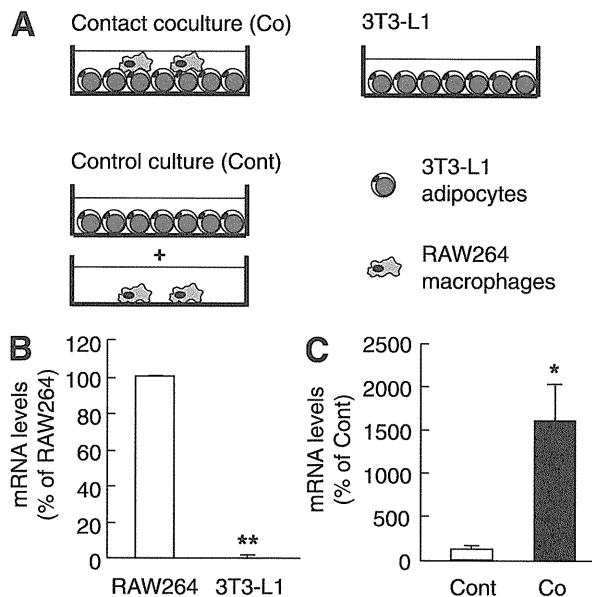 A
Contact coculture (Co)
3T3-L1
Control culture (Cont)
+
3T3-L1
adipocytes
RAW264
macrophages
B
mRNA levels
(% of RAW264)
120
100
80
60
40
20
0
**
RAW264 3T3-L1
C
mRNA levels
(% of Cont)
2500
2000
1500
1000
500
0
*
Cont Co